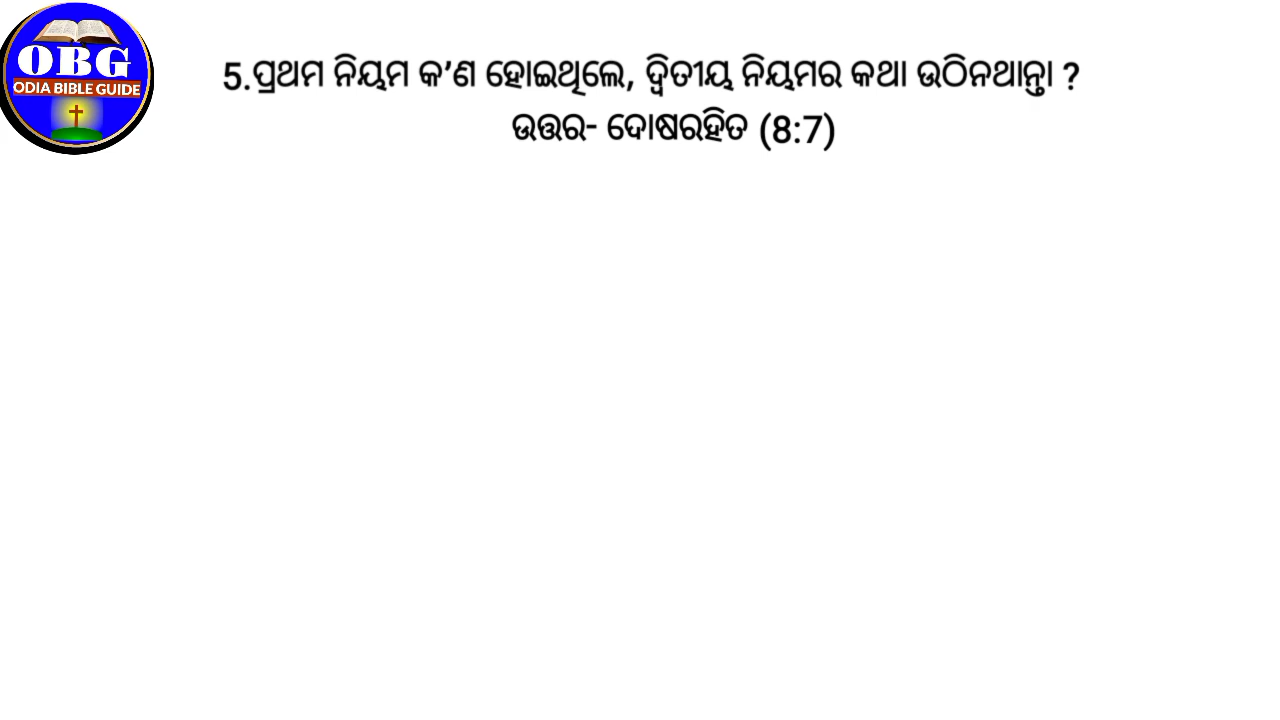 OBG
ODIA BIBLE GUIDE
5.ପ୍ରଥମ ନିୟମ କ’ଣ ହୋଇଥିଲେ, ଦ୍ୱିତୀୟ ନିୟମର କଥା ଉଠିନଥାନ୍ତା ?
ଉତ୍ତର- ଦୋଷରହିତ (8:7)